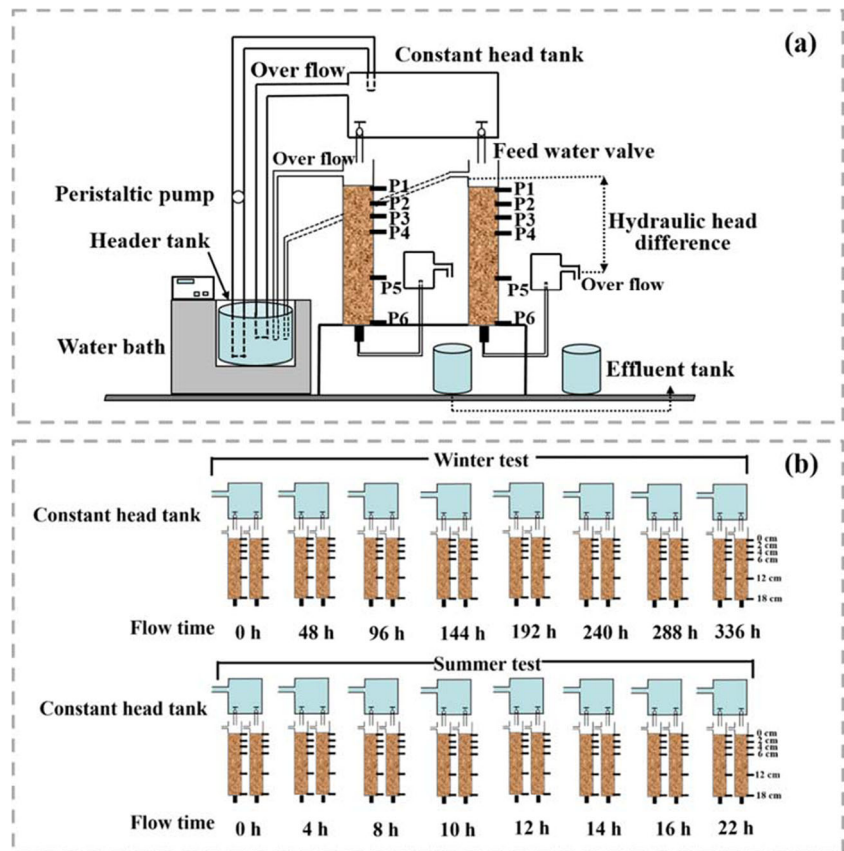 (a)
Constant head tank
Over flow
Over flow
Feed water valve
Peristaltic pump
Header tank
Water bath
P1
P2
P3
P4
P5
P6
P1
P2
P3
P4
P5
P6
Hydraulic head
difference
Over flow
Effluent tank
(b)
Winter test
Constant head tank
0 cm
2 cm
4 cm
6 cm
12 cm
18 cm
Flow time 0 h 48 h 96 h 144 h 192 h 240 h 288 h 336 h
Summer test
Constant head tank
0 cm
2 cm
4 cm
6 cm
12 cm
18 cm
Flow time 0 h 4 h 8 h 10 h 12 h 14 h 16 h 22 h